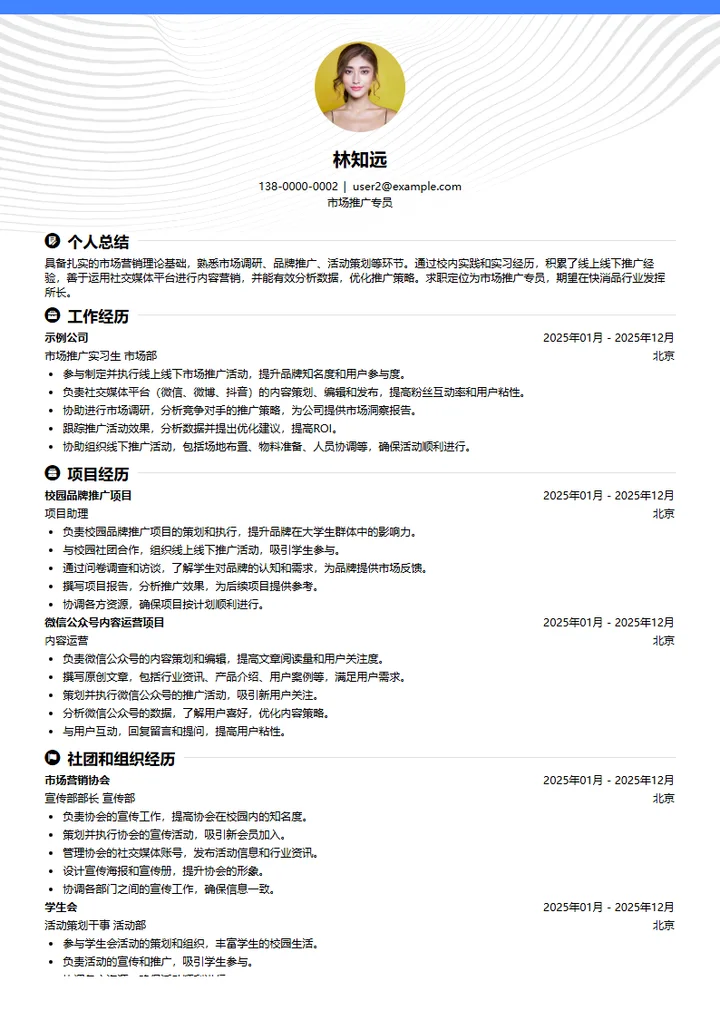 林知远
138-0000-0002 | user2@example.com
市场推广专员
个人总结
具备扎实的市场营销理论基础，熟悉市场调研、品牌推广、活动策划等环节。通过校内实践和实习经历，积累了线上线下推广经
验，善于运用社交媒体平台进行内容营销，并能有效分析数据，优化推广策略。求职定位为市场推广专员，期望在快消品行业发挥
所长。
工作经历
示例公司 2025年01月 - 2025年12月
市场推广实习生 市场部 北京
• 参与制定并执行线上线下市场推广活动，提升品牌知名度和用户参与度。
• 负责社交媒体平台（微信、微博、抖音）的内容策划、编辑和发布，提高粉丝互动率和用户粘性。
• 协助进行市场调研，分析竞争对手的推广策略，为公司提供市场洞察报告。
• 跟踪推广活动效果，分析数据并提出优化建议，提高ROI。
• 协助组织线下推广活动，包括场地布置、物料准备、人员协调等，确保活动顺利进行。
项目经历
校园品牌推广项目 2025年01月 - 2025年12月
项目助理 北京
• 负责校园品牌推广项目的策划和执行，提升品牌在大学生群体中的影响力。
• 与校园社团合作，组织线上线下推广活动，吸引学生参与。
• 通过问卷调查和访谈，了解学生对品牌的认知和需求，为品牌提供市场反馈。
• 撰写项目报告，分析推广效果，为后续项目提供参考。
• 协调各方资源，确保项目按计划顺利进行。
微信公众号内容运营项目 2025年01月 - 2025年12月
内容运营 北京
• 负责微信公众号的内容策划和编辑，提高文章阅读量和用户关注度。
• 撰写原创文章，包括行业资讯、产品介绍、用户案例等，满足用户需求。
• 策划并执行微信公众号的推广活动，吸引新用户关注。
• 分析微信公众号的数据，了解用户喜好，优化内容策略。
• 与用户互动，回复留言和提问，提高用户粘性。
社团和组织经历
市场营销协会 2025年01月 - 2025年12月
宣传部部长 宣传部 北京
• 负责协会的宣传工作，提高协会在校园内的知名度。
• 策划并执行协会的宣传活动，吸引新会员加入。
• 管理协会的社交媒体账号，发布活动信息和行业资讯。
• 设计宣传海报和宣传册，提升协会的形象。
• 协调各部门之间的宣传工作，确保信息一致。
学生会 2025年01月 - 2025年12月
活动策划干事 活动部 北京
• 参与学生会活动的策划和组织，丰富学生的校园生活。
• 负责活动的宣传和推广，吸引学生参与。